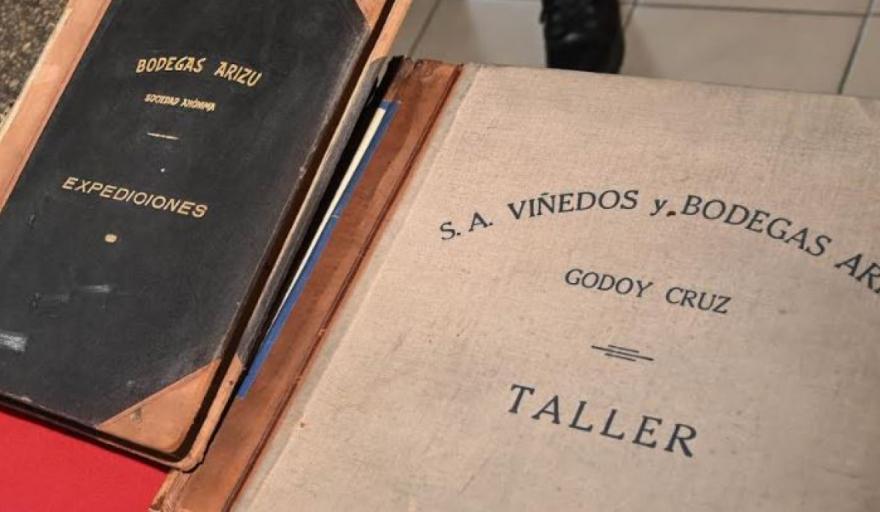 BODEGAS ARIZU
SOCIEDAD ANÓNIMA
EXPEDICIONES
S. A. VIÑEDOS y BODEGAS
GODOY CRUZ
TALLER